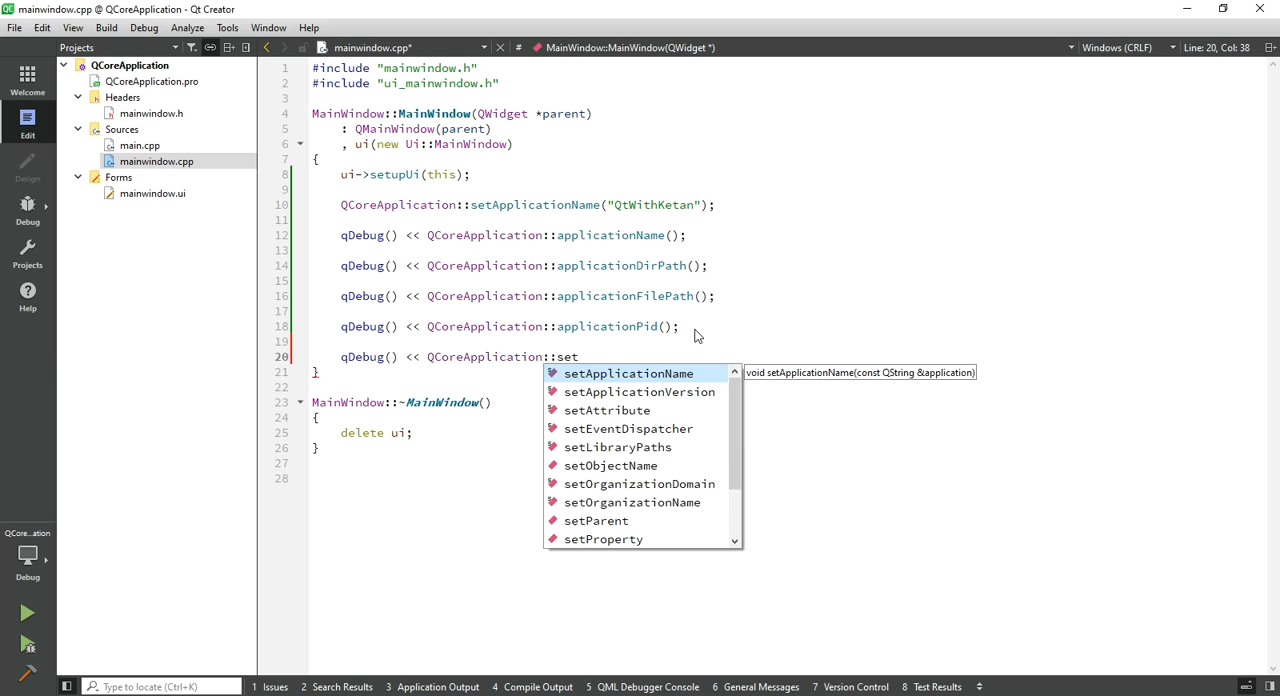 mainwindow.cpp @ QCoreApplication - Qt Creator
File Edit View Build Debug Analyze Tools Window Help
Projects mainwindow.cpp* # MainWindow::MainWindow(QWidget *) Windows (CRLF) Line: 20, Col: 38
Welcome
Edit
Design
Debug
Projects
Help
QCore...ation
Debug
QCoreApplication
QCoreApplication.pro
Headers
mainwindow.h
Sources
main.cpp
mainwindow.cpp
Forms
mainwindow.ui
1 #include "mainwindow.h"
2 #include "ui_mainwindow.h"
3
4 MainWindow::MainWindow(QWidget *parent)
5 : QMainWindow(parent)
6 , ui(new Ui::MainWindow)
7 {
8 ui->setupUi(this);
9
10 QCoreApplication::setApplicationName("QtWithKetan");
11
12 qDebug() << QCoreApplication::applicationName();
13
14 qDebug() << QCoreApplication::applicationDirPath();
15
16 qDebug() << QCoreApplication::applicationFilePath();
17
18 qDebug() << QCoreApplication::applicationPid();
19
20 qDebug() << QCoreApplication::set
21 }
22
23 MainWindow::~MainWindow()
24 {
25 delete ui;
26 }
27
28
setApplicationName void setApplicationName(const QString &application)
setApplicationVersion
setAttribute
setEventDispatcher
setLibraryPaths
setObjectName
setOrganizationDomain
setOrganizationName
setParent
setProperty
Type to locate (Ctrl+K) 1 Issues 2 Search Results 3 Application Output 4 Compile Output 5 QML Debugger Console 6 General Messages 7 Version Control 8 Test Results